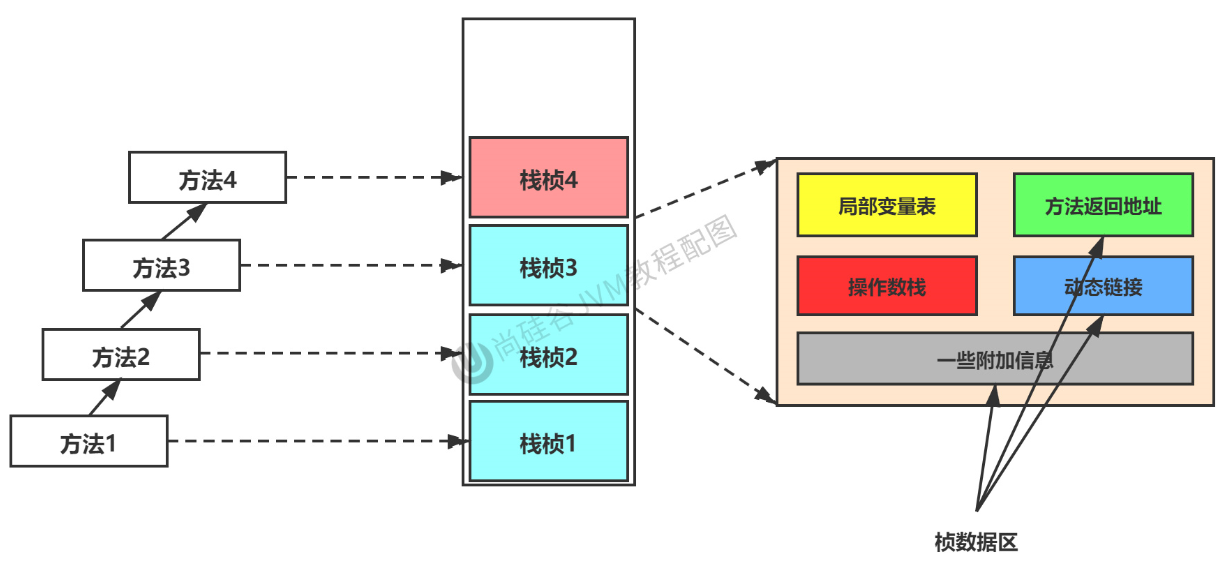 方法4
方法3
方法2
方法1
栈桢4
栈桢3
栈桢2
栈桢1
尚硅谷JVM教程配图
局部变量表
方法返回地址
操作数栈
动态链接
一些附加信息
桢数据区